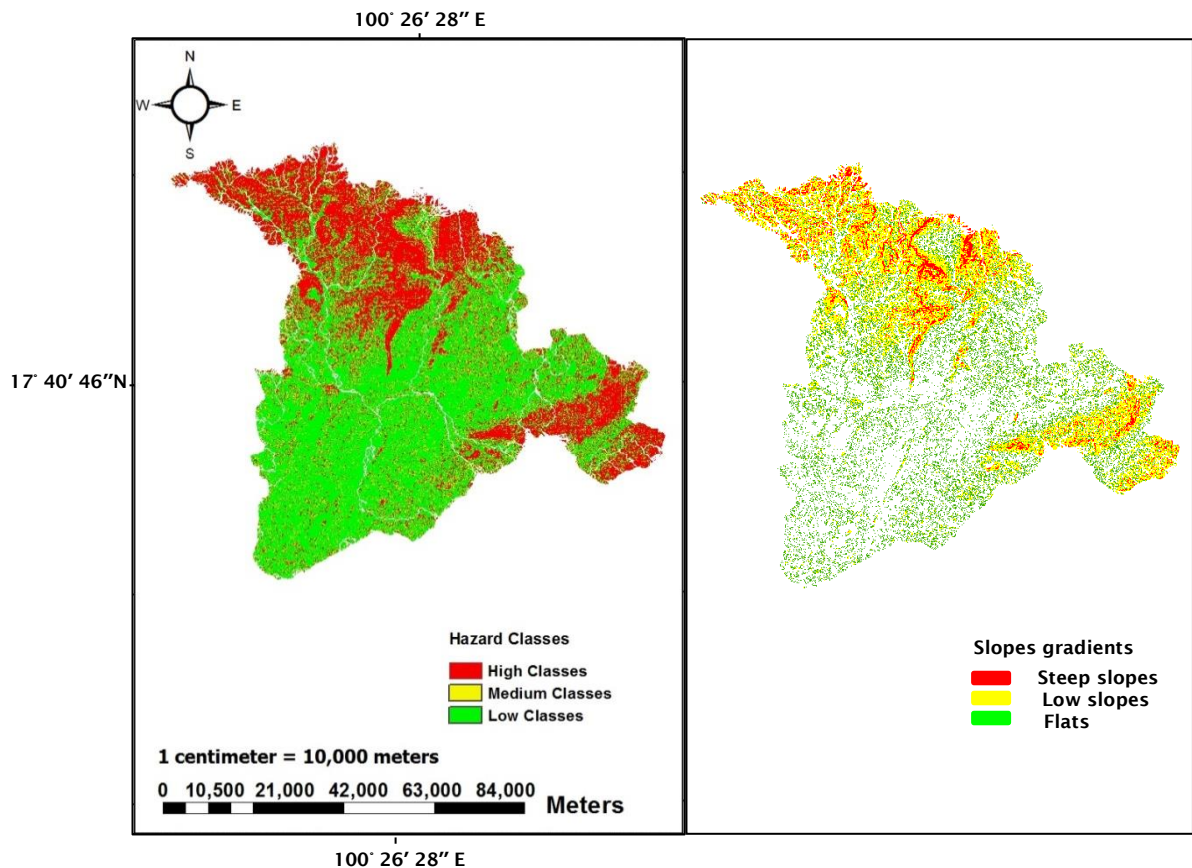 100° 26′ 28″ E
N
W E
S
17° 40′ 46″N
Hazard Classes
High Classes
Medium Classes
Low Classes
1 centimeter = 10,000 meters
0 10,500 21,000 42,000 63,000 84,000
Meters
100° 26′ 28″ E
Slopes gradients
Steep slopes
Low slopes
Flats